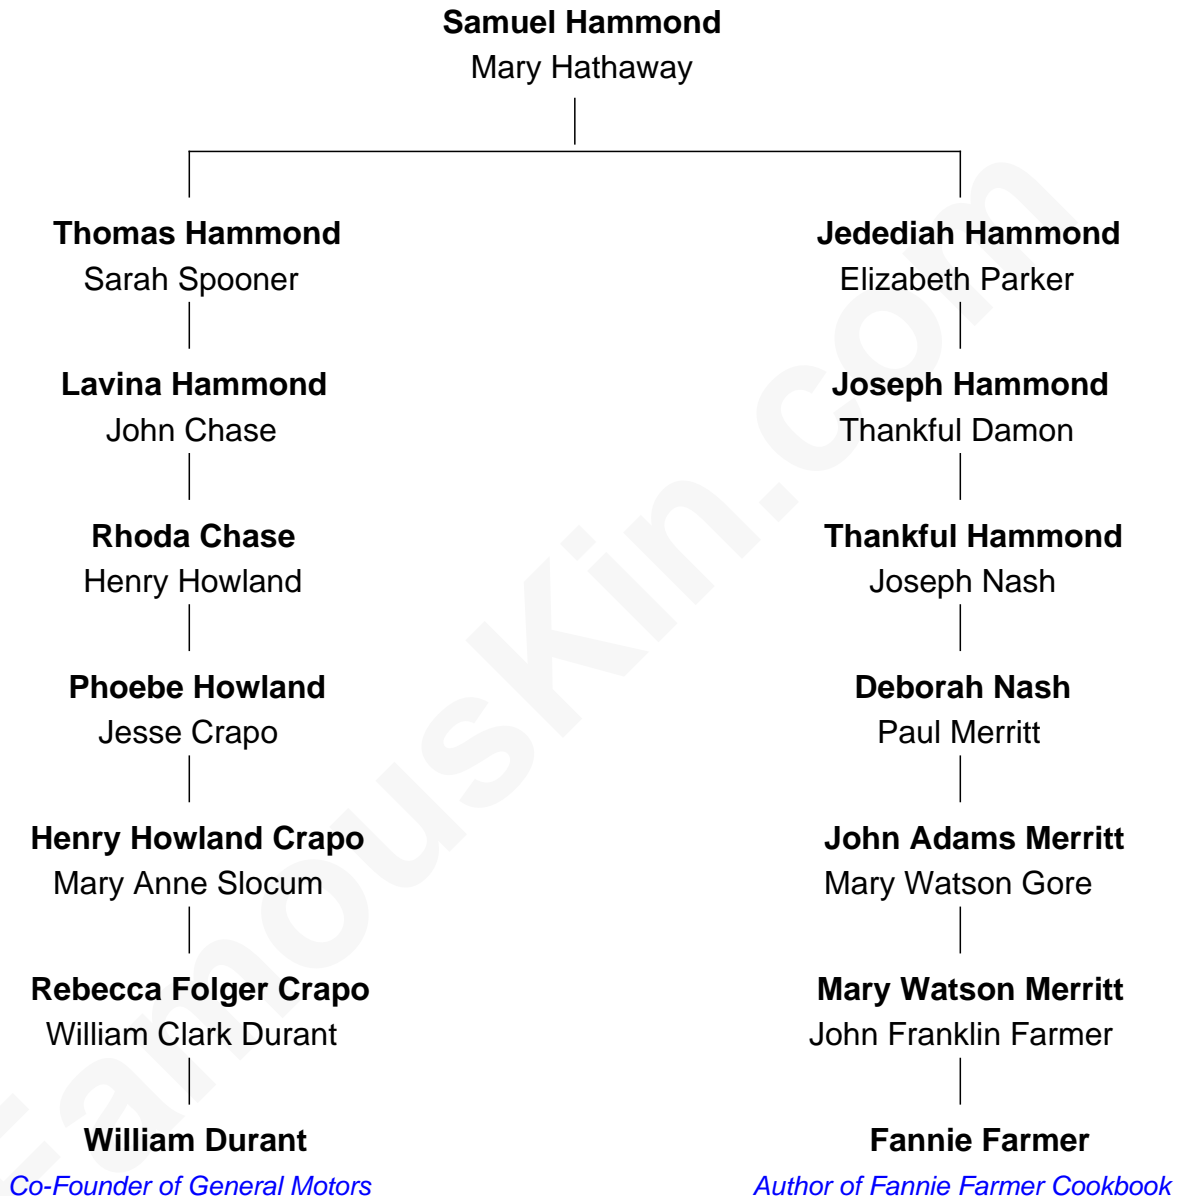 Samuel Hammond
Mary Hathaway
Thomas Hammond
Sarah Spooner
Jedediah Hammond
Elizabeth Parker
Lavina Hammond
John Chase
Joseph Hammond
Thankful Damon
Rhoda Chase
Henry Howland
Thankful Hammond
Joseph Nash
Phoebe Howland
Jesse Crapo
Deborah Nash
Paul Merritt
Henry Howland Crapo
Mary Anne Slocum
John Adams Merritt
Mary Watson Gore
Rebecca Folger Crapo
William Clark Durant
Mary Watson Merritt
John Franklin Farmer
William Durant
Co-Founder of General Motors
Fannie Farmer
Author of Fannie Farmer Cookbook
FamousKin.com